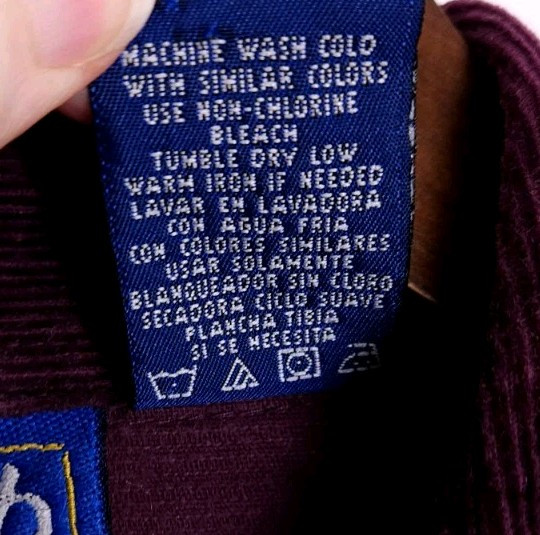 MACHINE WASH COLD
WITH SIMILAR COLORS
USE NON-CHLORINE
BLEACH
TUMBLE DRY LOW
WARM IRON IF NEEDED
LAVAR EN LAVADORA
CON AGUA FRIA
CON COLORES SIMILARES
USAR SOLAMENTE
BLANQUEADOR SIN CLORO
SECADORA CICLO SUAVE
PLANCHA TIBIA
SI SE NECESITA